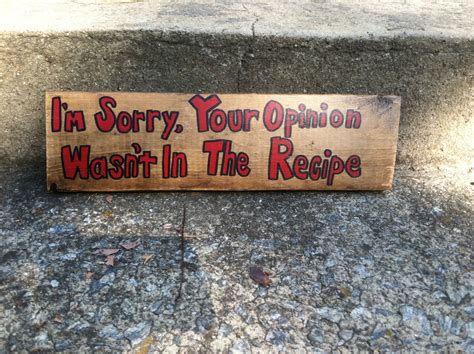 I'm Sorry, Your Opinion
Wasn't In The Recipe